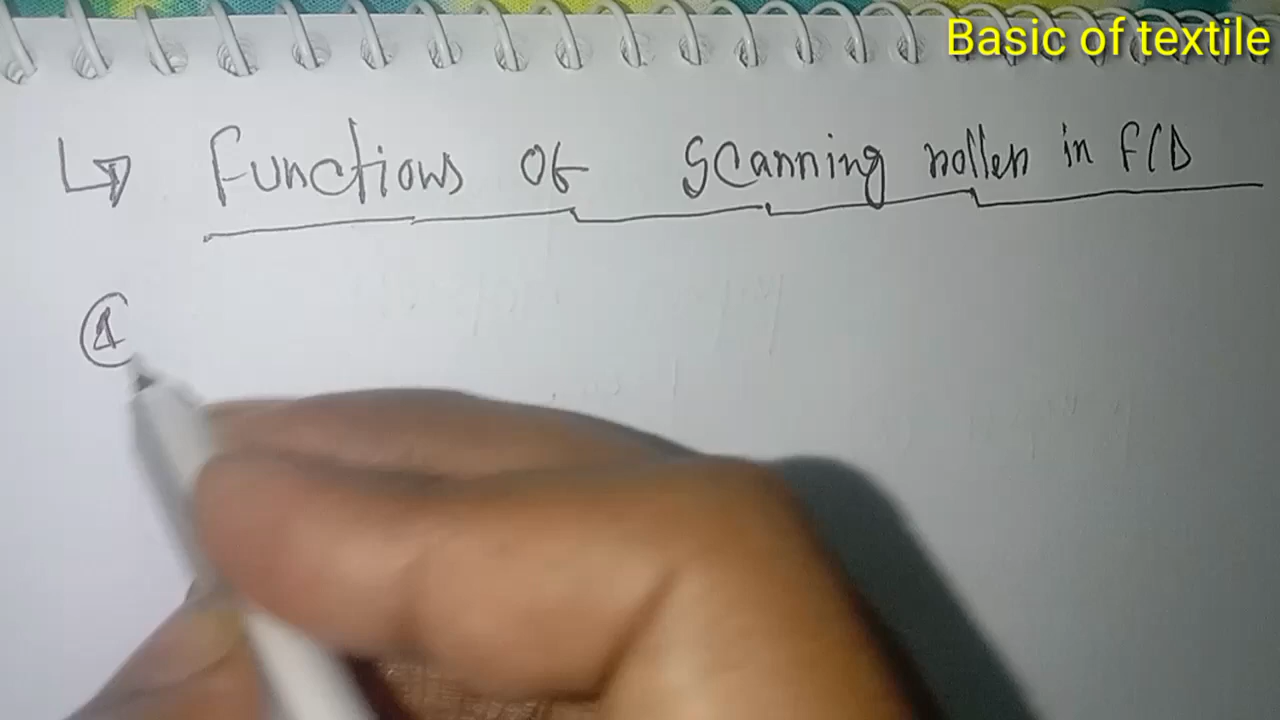 Basic of textile
↳ Functions of Scanning roller in F/D
①